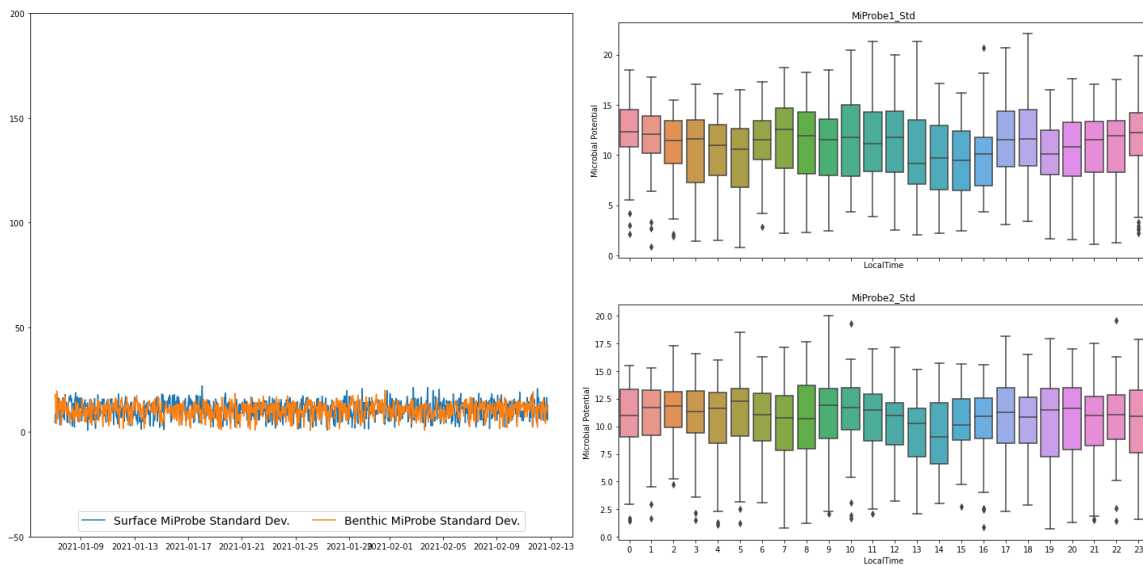 200
150
100
50
0
−50
Surface MiProbe Standard Dev.
Benthic MiProbe Standard Dev.
2021-01-09 2021-01-13 2021-01-17 2021-01-21 2021-01-25 2021-01-29 2021-02-01 2021-02-05 2021-02-09 2021-02-13
MiProbe1_Std
Microbial Potential
20
15
10
5
0
LocalTime
MiProbe2_Std
Microbial Potential
20.0
17.5
15.0
12.5
10.0
7.5
5.0
2.5
0.0
0 1 2 3 4 5 6 7 8 9 10 11 12 13 14 15 16 17 18 19 20 21 22 23
LocalTime